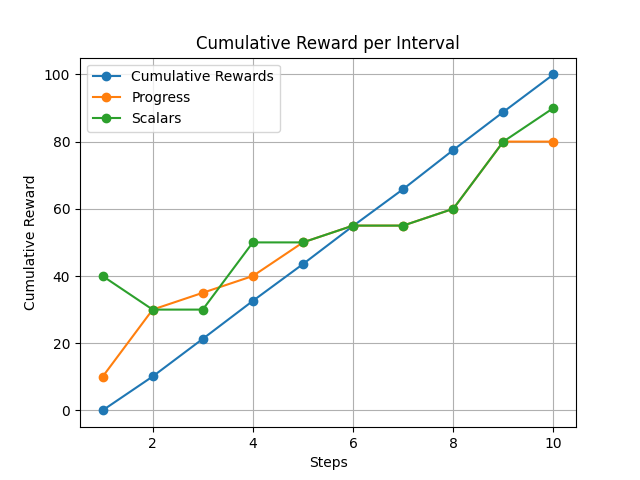 Cumulative Reward per Interval
Cumulative Rewards
Progress
Scalars
100
80
60
40
20
0
Cumulative Reward
2 4 6 8 10
Steps